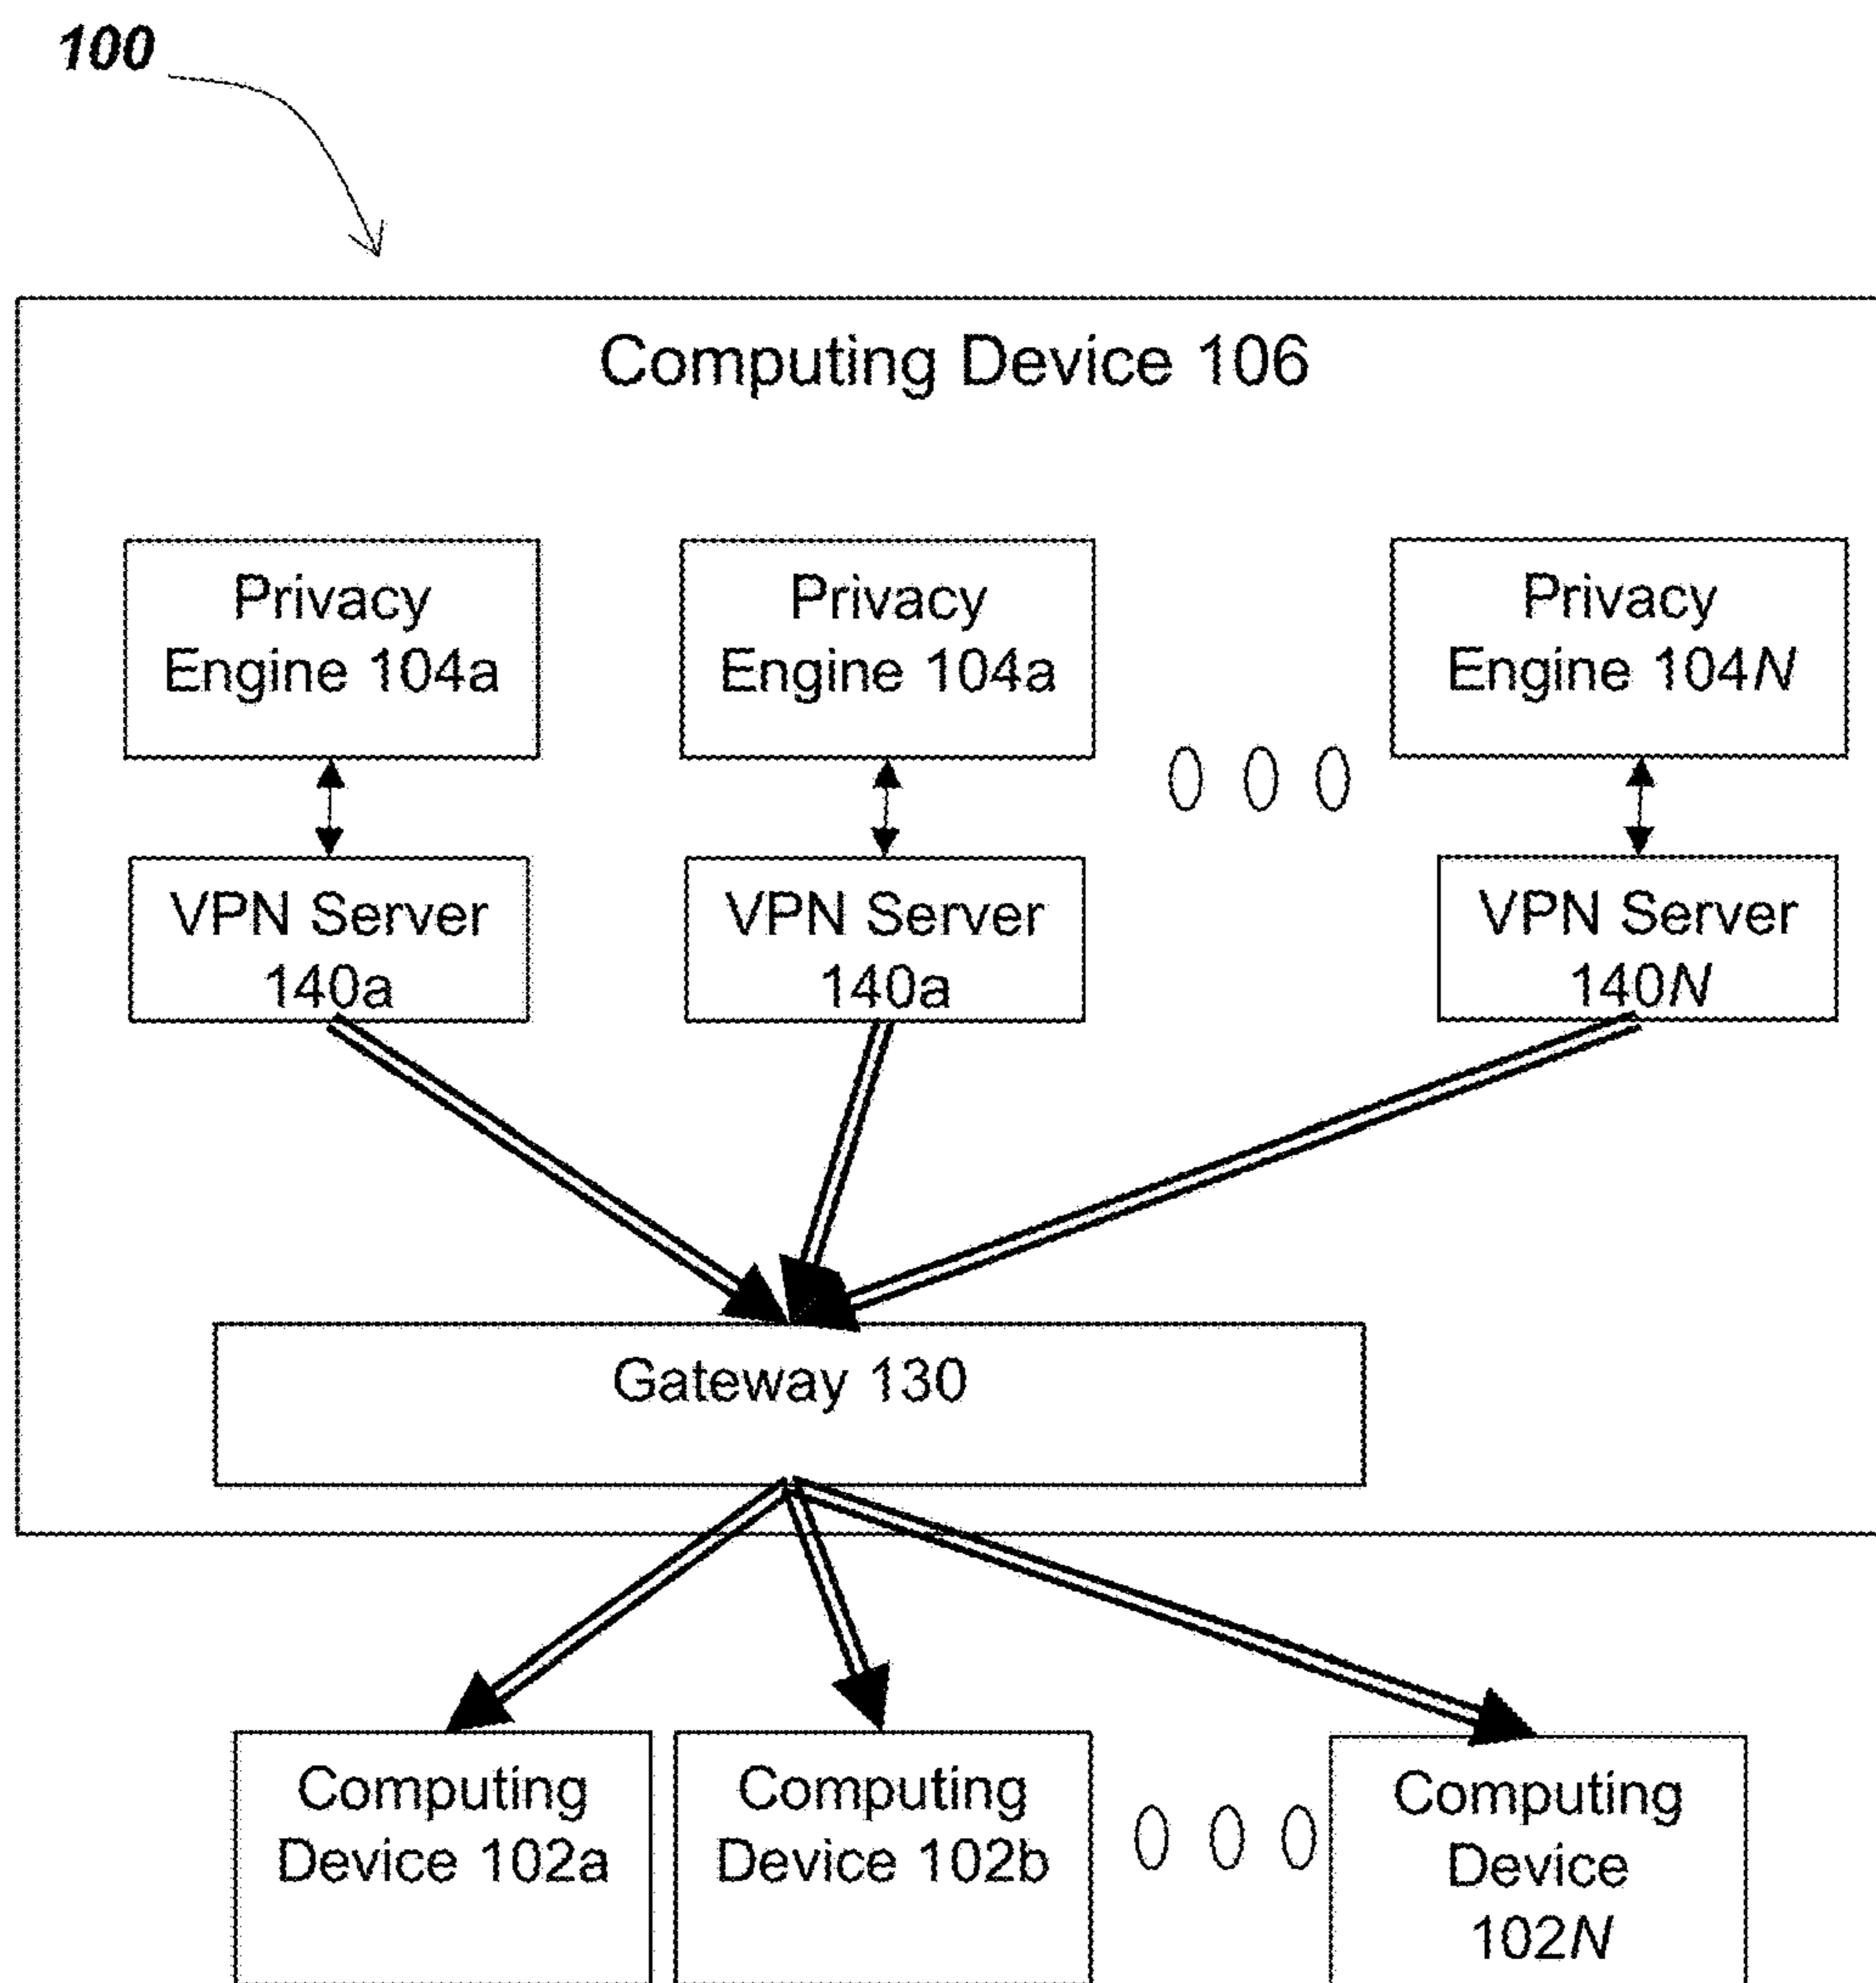 100
Computing Device 106
Privacy
Engine 104a
Privacy
Engine 104a
Privacy
Engine 104N
VPN Server
140a
VPN Server
140a
VPN Server
140N
Gateway 130
Computing
Device 102a
Computing
Device 102b
Computing
Device
102N